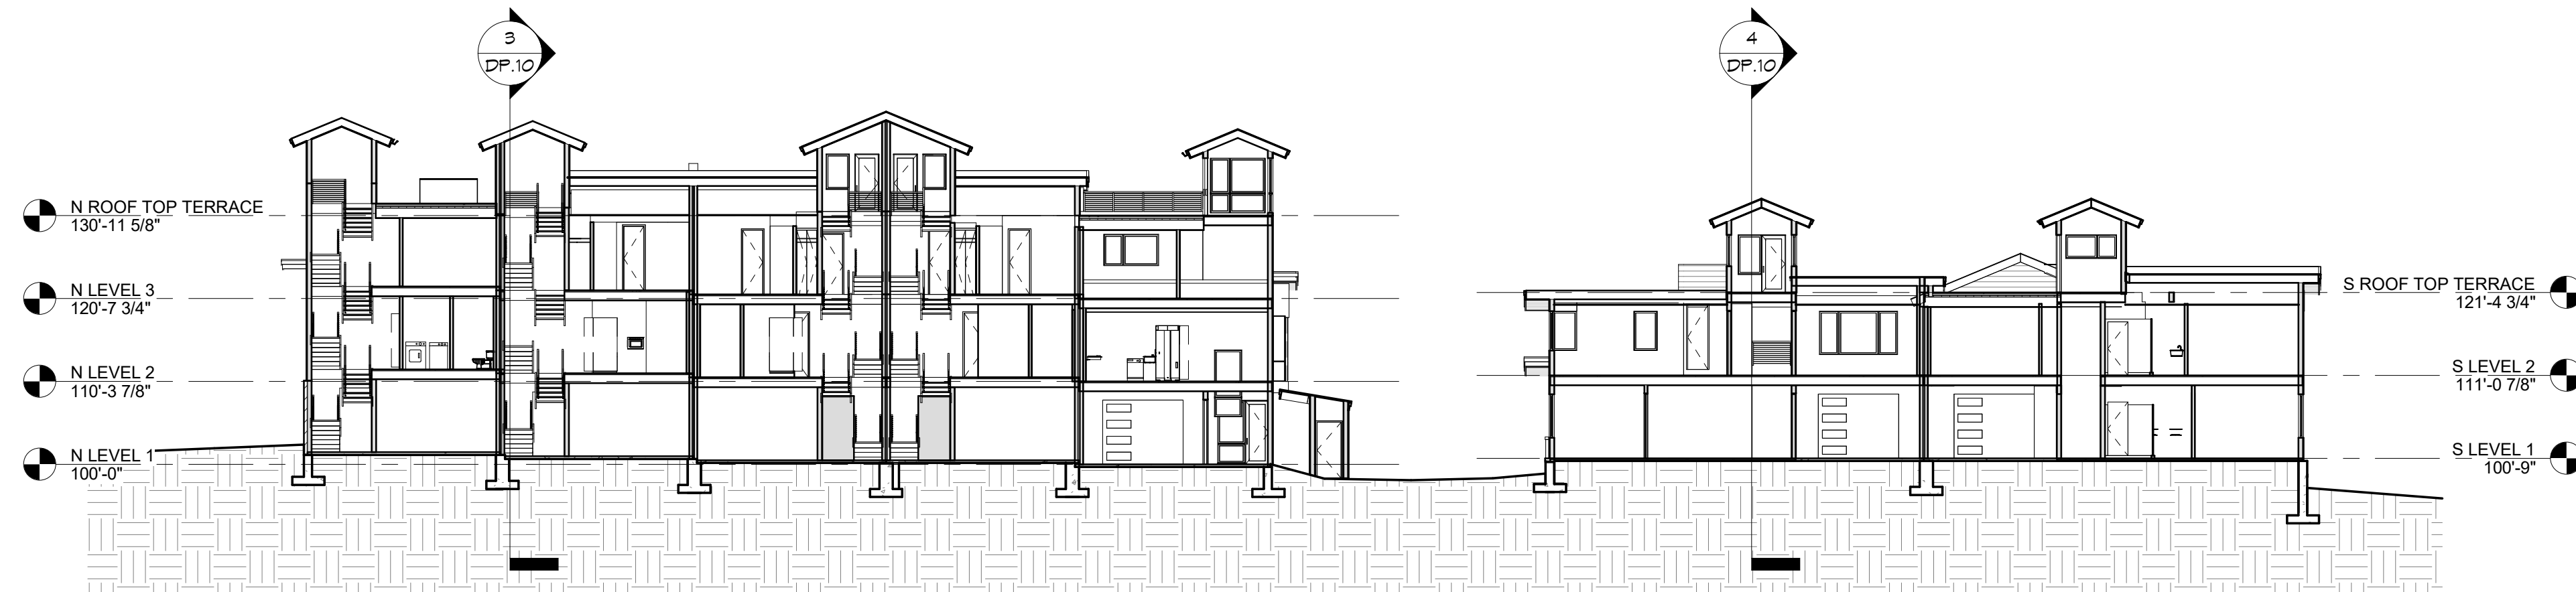 3
DP.10
4
DP.10
N ROOF TOP TERRACE
130'-11 5/8"
N LEVEL 3
120'-7 3/4"
N LEVEL 2
110'-3 7/8"
N LEVEL 1
100'-0"
S ROOF TOP TERRACE
121'-4 3/4"
S LEVEL 2
111'-0 7/8"
S LEVEL 1
100'-9"